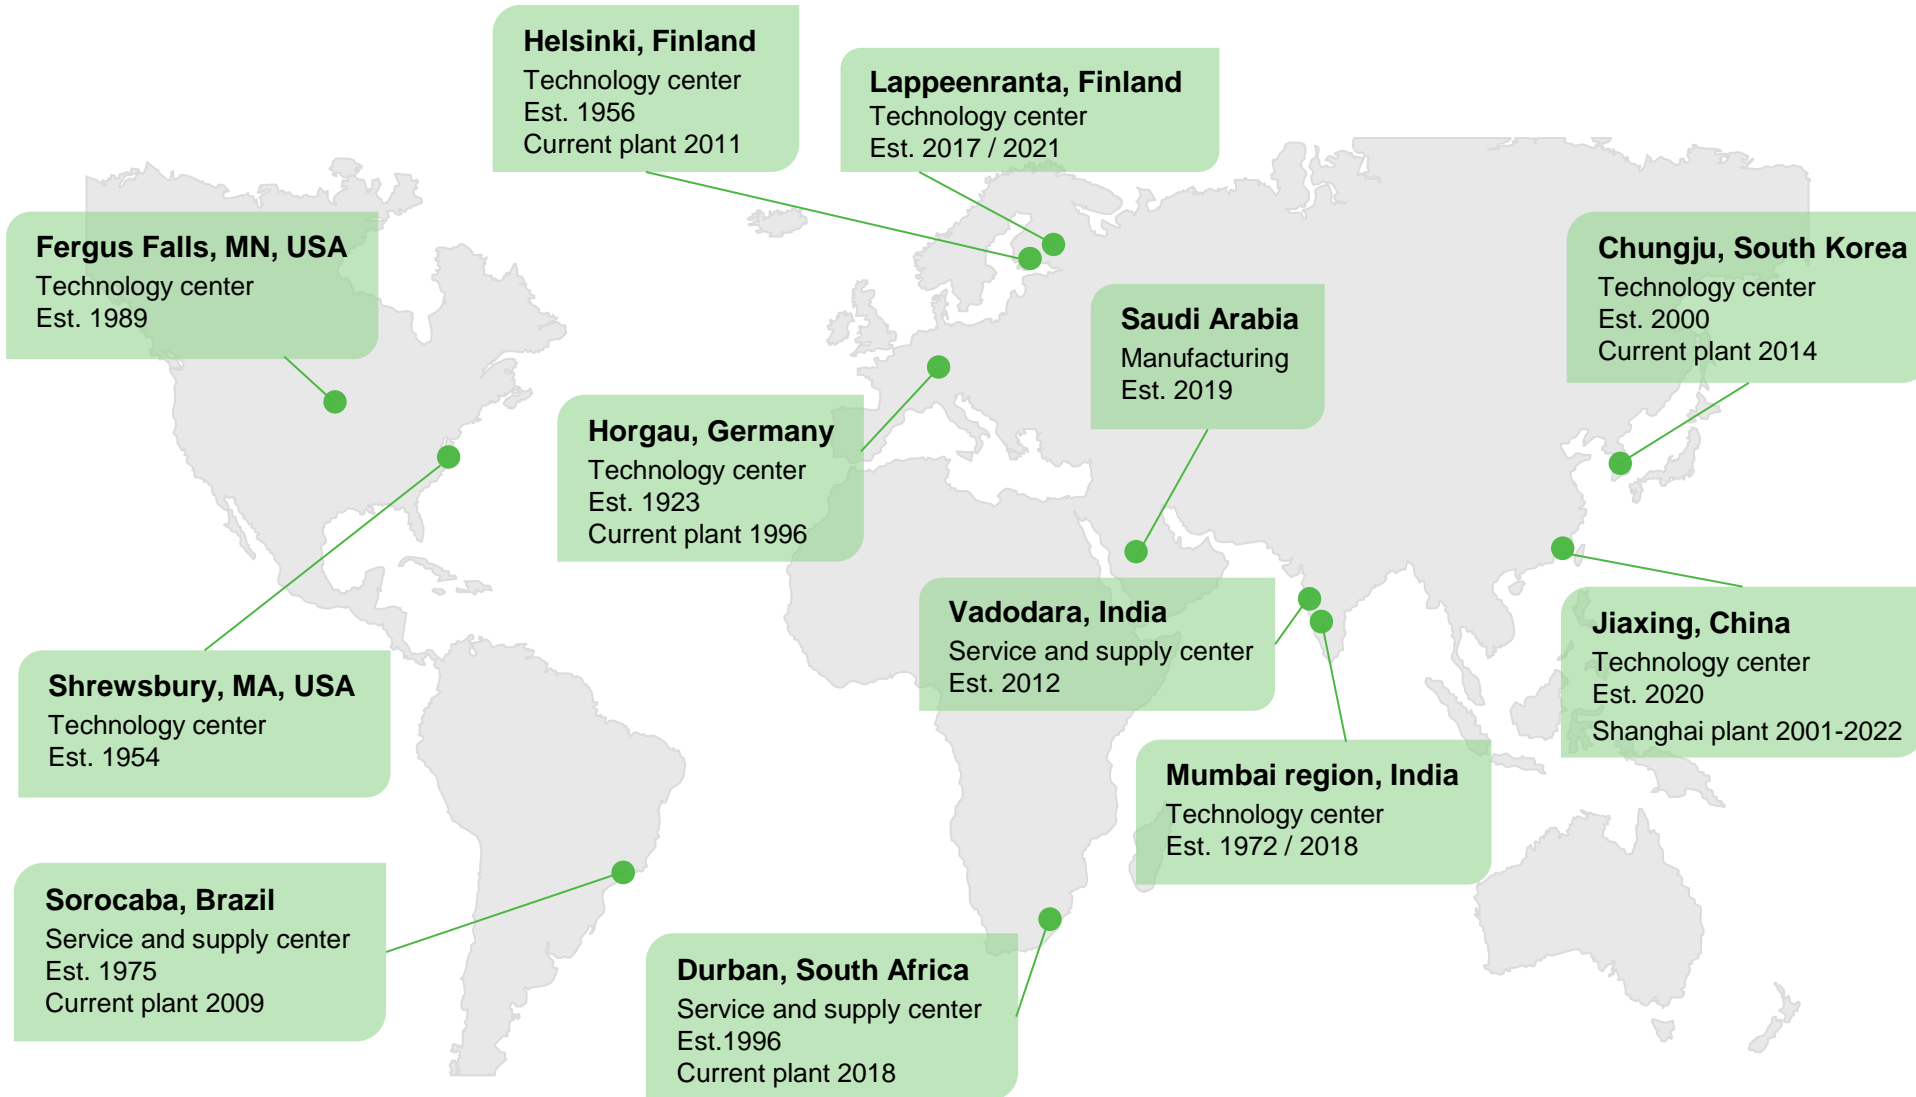 Helsinki, Finland
Technology center
Est. 1956
Current plant 2011
Lappeenranta, Finland
Technology center
Est. 2017 / 2021
Fergus Falls, MN, USA
Technology center
Est. 1989
Chungju, South Korea
Technology center
Est. 2000
Current plant 2014
Saudi Arabia
Manufacturing
Est. 2019
Horgau, Germany
Technology center
Est. 1923
Current plant 1996
Vadodara, India
Service and supply center
Est. 2012
Jiaxing, China
Technology center
Est. 2020
Shanghai plant 2001-2022
Shrewsbury, MA, USA
Technology center
Est. 1954
Mumbai region, India
Technology center
Est. 1972 / 2018
Sorocaba, Brazil
Service and supply center
Est. 1975
Current plant 2009
Durban, South Africa
Service and supply center
Est.1996
Current plant 2018